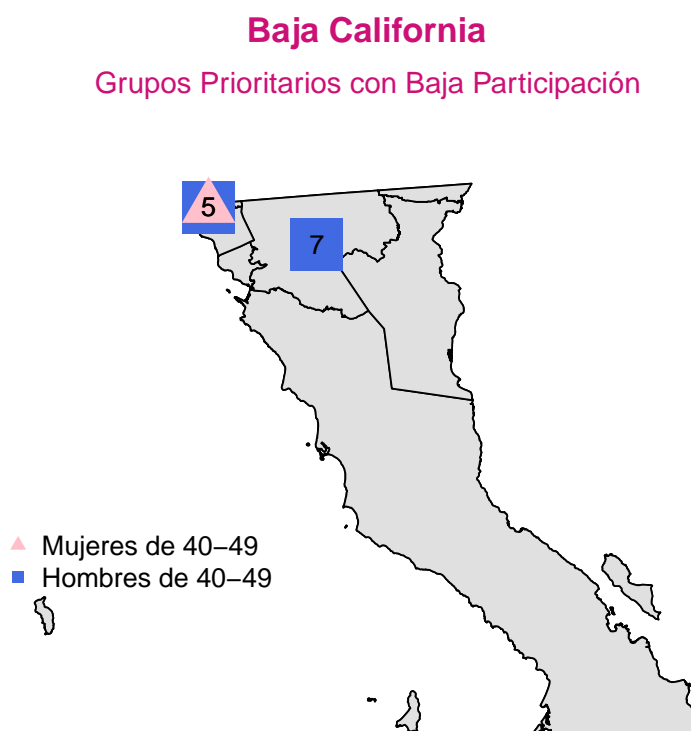 Baja California
Grupos Prioritarios con Baja Participación
5
7
Mujeres de 40–49
Hombres de 40–49